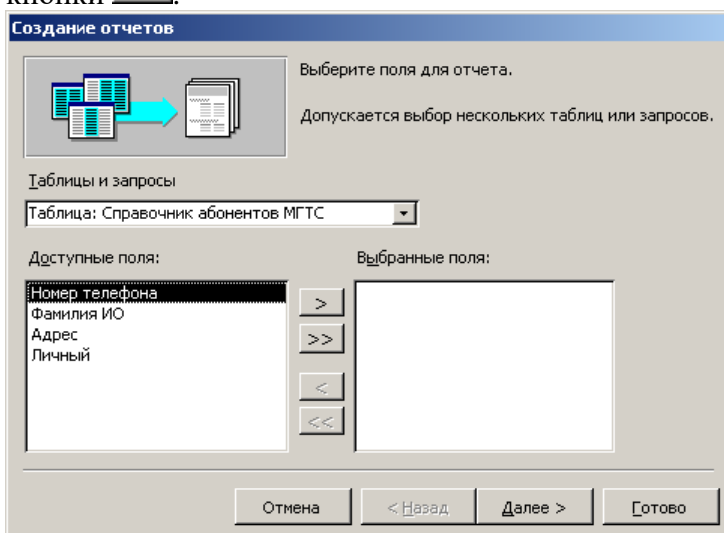 кнопки .
Создание отчетов
Выберите поля для отчета.
Допускается выбор нескольких таблиц или запросов.
Таблицы и запросы
Таблица: Справочник абонентов МГТС
Доступные поля:
Выбранные поля:
Номер телефона
Фамилия ИО
Адрес
Личный
>
>>
<
<<
Отмена
< Назад
Далее >
Готово